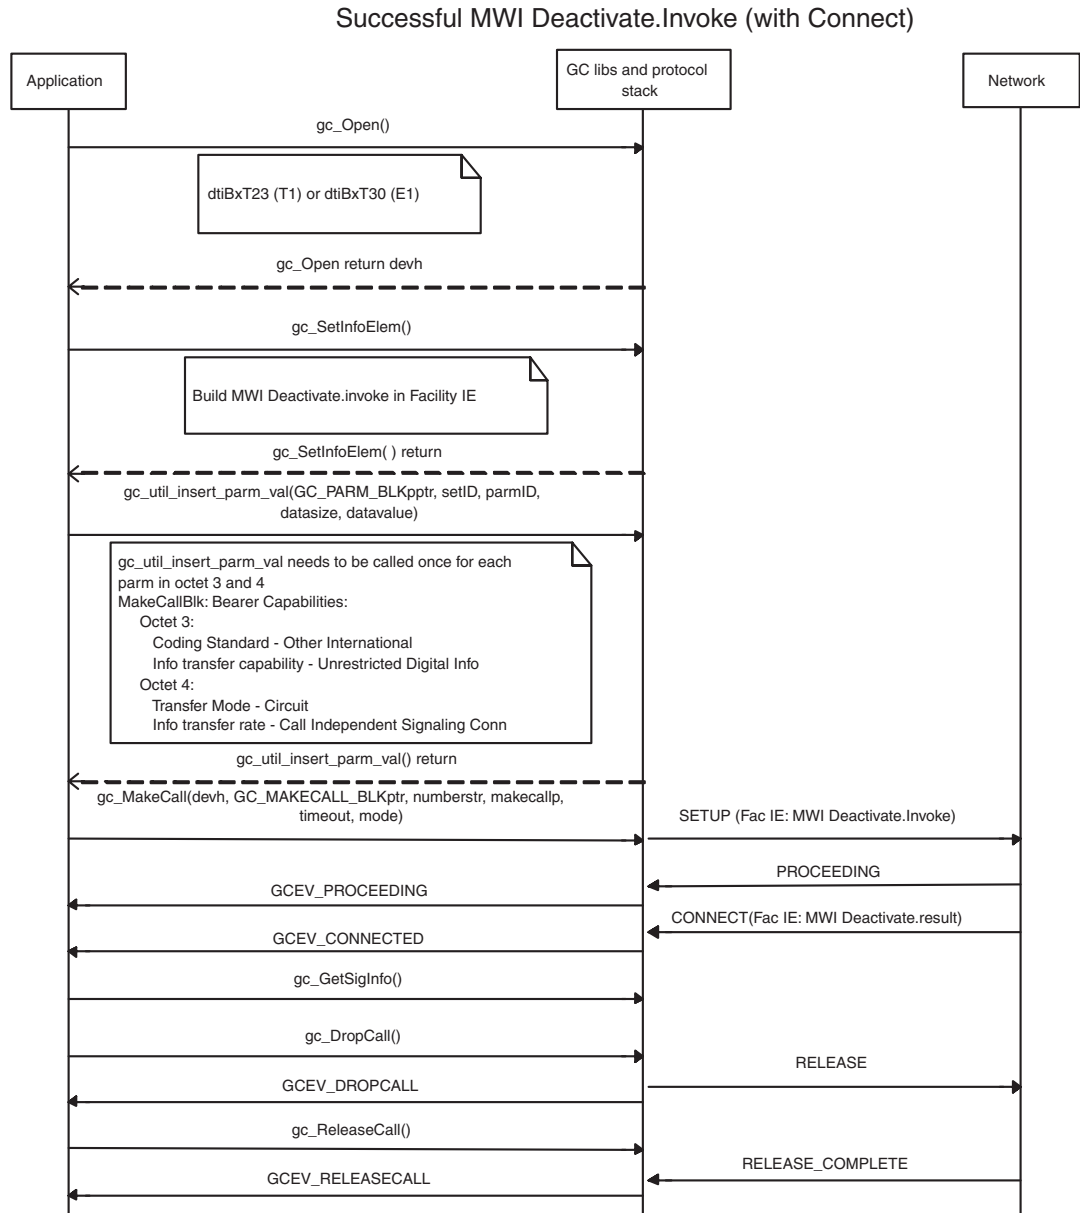 Successful MWI Deactivate.Invoke (with Connect)
Application
GC libs and protocol
stack
Network
gc_Open()
dtiBxT23 (T1) or dtiBxT30 (E1)
gc_Open return devh
gc_SetInfoElem()
Build MWI Deactivate.invoke in Facility IE
gc_SetInfoElem( ) return
gc_util_insert_parm_val(GC_PARM_BLKpptr, setID, parmID,
datasize, datavalue)
gc_util_insert_parm_val needs to be called once for each
parm in octet 3 and 4
MakeCallBlk: Bearer Capabilities:
Octet 3:
Coding Standard - Other International
Info transfer capability - Unrestricted Digital Info
Octet 4:
Transfer Mode - Circuit
Info transfer rate - Call Independent Signaling Conn
gc_util_insert_parm_val() return
gc_MakeCall(devh, GC_MAKECALL_BLKptr, numberstr, makecallp,
timeout, mode)
SETUP (Fac IE: MWI Deactivate.Invoke)
PROCEEDING
GCEV_PROCEEDING
CONNECT(Fac IE: MWI Deactivate.result)
GCEV_CONNECTED
gc_GetSigInfo()
gc_DropCall()
RELEASE
GCEV_DROPCALL
gc_ReleaseCall()
RELEASE_COMPLETE
GCEV_RELEASECALL